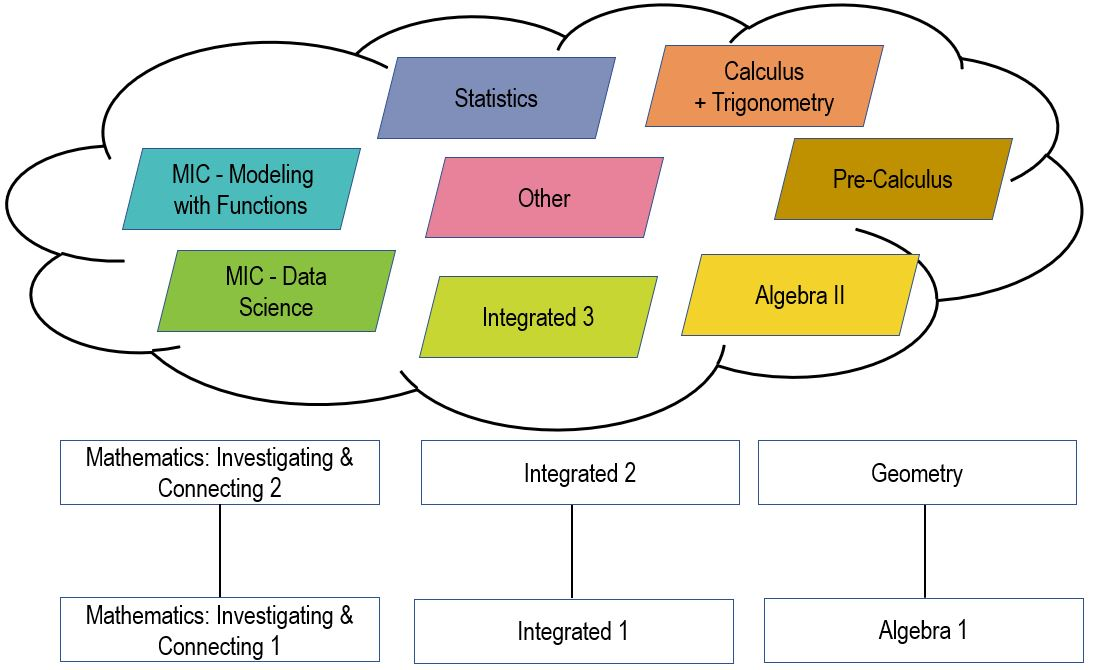 Statistics
Calculus
+ Trigonometry
MIC - Modeling
with Functions
Other
Pre-Calculus
MIC - Data
Science
Integrated 3
Algebra II
Mathematics: Investigating &
Connecting 2
Integrated 2
Geometry
Mathematics: Investigating &
Connecting 1
Integrated 1
Algebra 1